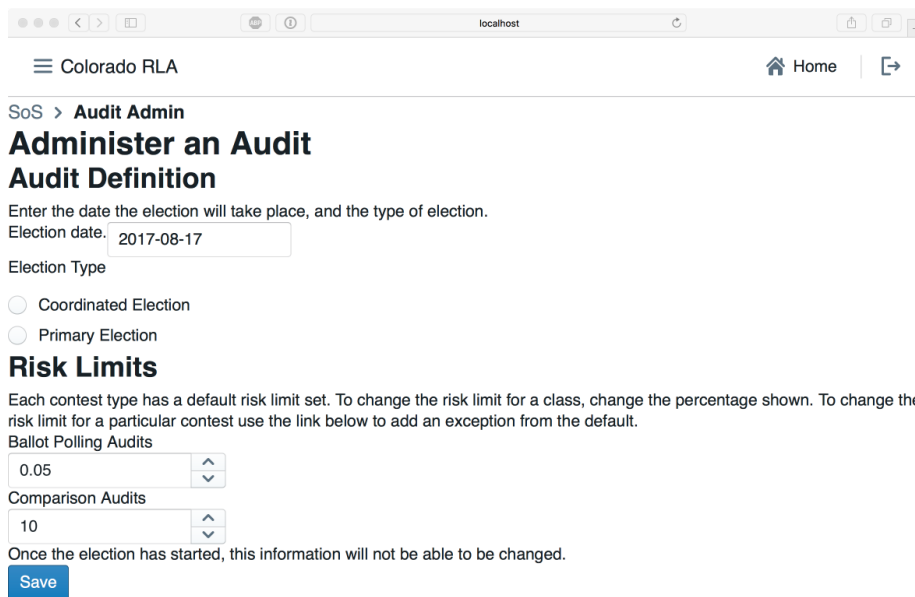 localhost
Colorado RLA
Home
SoS > Audit Admin
Administer an Audit
Audit Definition
Enter the date the election will take place, and the type of election.
Election date.
2017-08-17
Election Type
Coordinated Election
Primary Election
Risk Limits
Each contest type has a default risk limit set. To change the risk limit for a class, change the percentage shown. To change the
risk limit for a particular contest use the link below to add an exception from the default.
Ballot Polling Audits
0.05
Comparison Audits
10
Once the election has started, this information will not be able to be changed.
Save